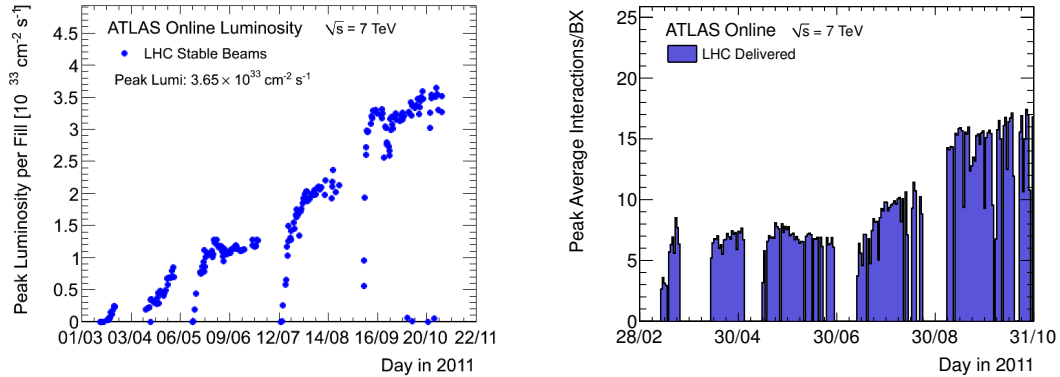 ATLAS Online Luminosity √s = 7 TeV
LHC Stable Beams
Peak Lumi: 3.65 × 10³³ cm⁻² s⁻¹
Peak Luminosity per Fill [10³³ cm⁻² s⁻¹]
4.5
4
3.5
3
2.5
2
1.5
1
0.5
0
01/03 03/04 06/05 09/06 12/07 14/08 16/09 20/10 22/11
Day in 2011
ATLAS Online √s = 7 TeV
LHC Delivered
Peak Average Interactions/BX
25
20
15
10
5
0
28/02 30/04 30/06 30/08 31/10
Day in 2011